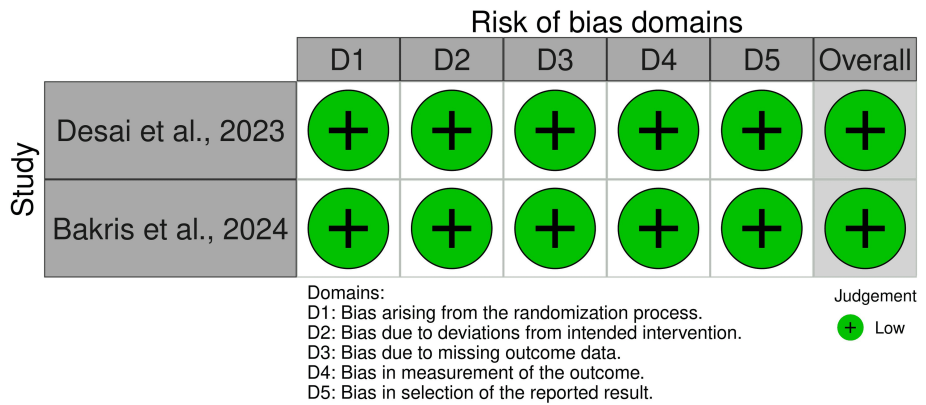 Risk of bias domains
D1 D2 D3 D4 D5 Overall
Study
Desai et al., 2023 + + + + + +
Bakris et al., 2024 + + + + + +
Domains:
D1: Bias arising from the randomization process.
D2: Bias due to deviations from intended intervention.
D3: Bias due to missing outcome data.
D4: Bias in measurement of the outcome.
D5: Bias in selection of the reported result.
Judgement
+ Low